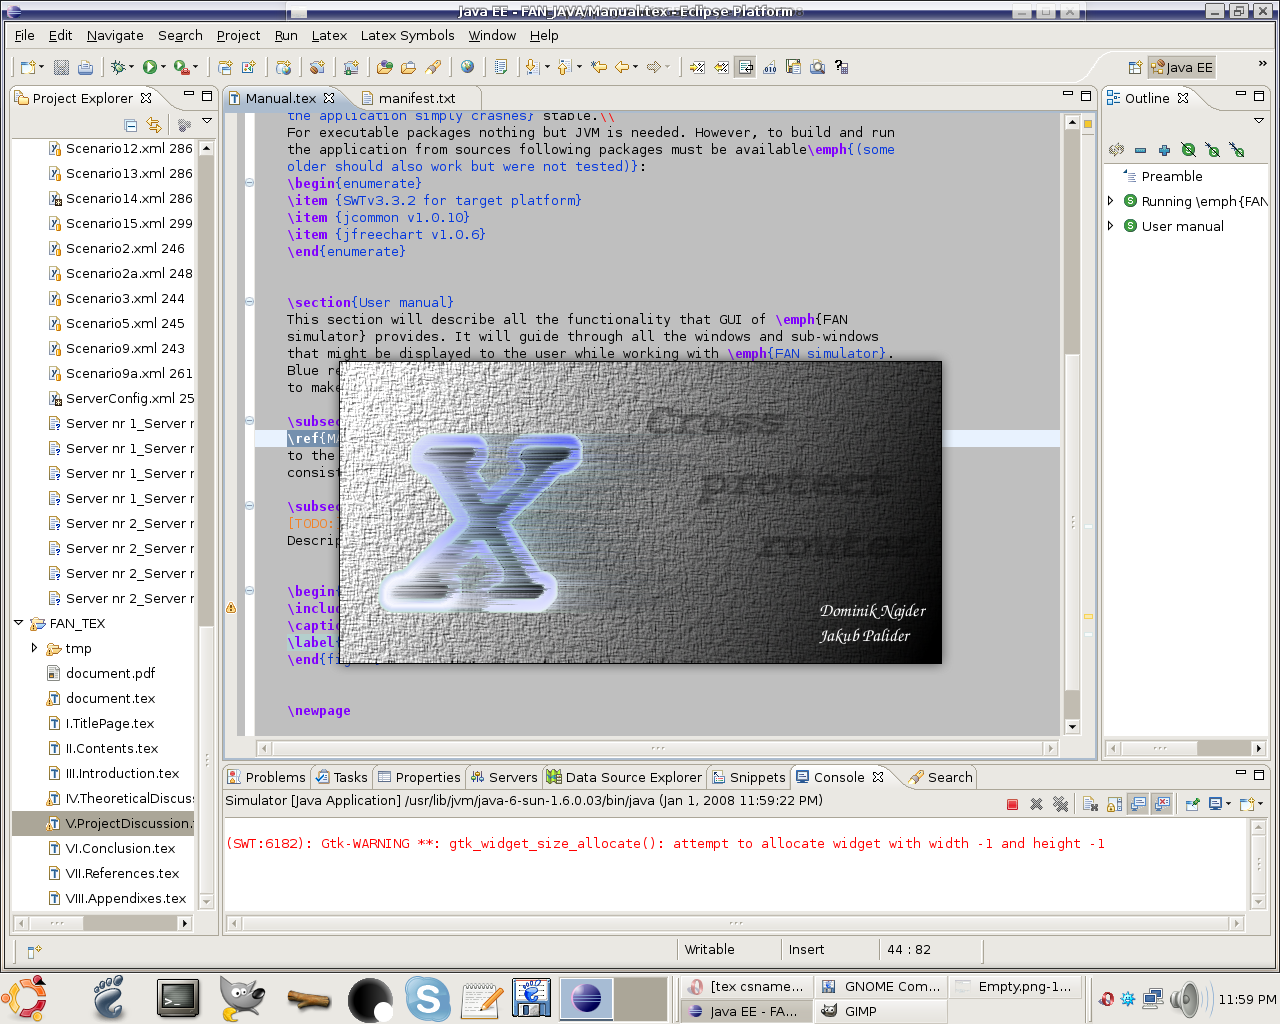 Java EE - FAN_JAVA/Manual.tex - Eclipse Platform
File Edit Navigate Search Project Run Latex Latex Symbols Window Help
Java EE
Project Explorer
Scenario12.xml 286
Scenario13.xml 286
Scenario14.xml 286
Scenario15.xml 299
Scenario2.xml 246
Scenario2a.xml 248
Scenario3.xml 244
Scenario5.xml 245
Scenario9.xml 243
Scenario9a.xml 261
ServerConfig.xml 25
Server nr 1_Server r
Server nr 1_Server r
Server nr 1_Server r
Server nr 1_Server r
Server nr 2_Server r
Server nr 2_Server r
Server nr 2_Server r
Server nr 2_Server r
FAN_TEX
tmp
document.pdf
document.tex
I.TitlePage.tex
II.Contents.tex
III.Introduction.tex
IV.TheoreticalDiscuss
V.ProjectDiscussion.
VI.Conclusion.tex
VII.References.tex
VIII.Appendixes.tex
Manual.tex manifest.txt
the application simply crashes} stable.\\
For executable packages nothing but JVM is needed. However, to build and run
the application from sources following packages must be available\emph{(some
older should also work but were not tested)}:
\begin{enumerate}
\item {SWTv3.3.2 for target platform}
\item {jcommon v1.0.10}
\item {jfreechart v1.0.6}
\end{enumerate}
\section{User manual}
This section will describe all the functionality that GUI of \emph{FAN
simulator} provides. It will guide through all the windows and sub-windows
that might be displayed to the user while working with \emph{FAN simulator}.
Blue re
to make
\subsec
\ref{Ma
to the
consist
\subsec
[TODO:
Descrip
\begin{
\includ
\captio
\label{
\end{fig
\newpage
X
Cross
protect
router
Dominik Najder
Jakub Palider
Outline
Preamble
Running \emph{FAN
User manual
Problems Tasks Properties Servers Data Source Explorer Snippets Console Search
Simulator [Java Application] /usr/lib/jvm/java-6-sun-1.6.0.03/bin/java (Jan 1, 2008 11:59:22 PM)
(SWT:6182): Gtk-WARNING **: gtk_widget_size_allocate(): attempt to allocate widget with width -1 and height -1
Writable Insert 44 : 82
[tex csname... GNOME Com... Empty.png-1...
Java EE - FA... GIMP
11:59 PM